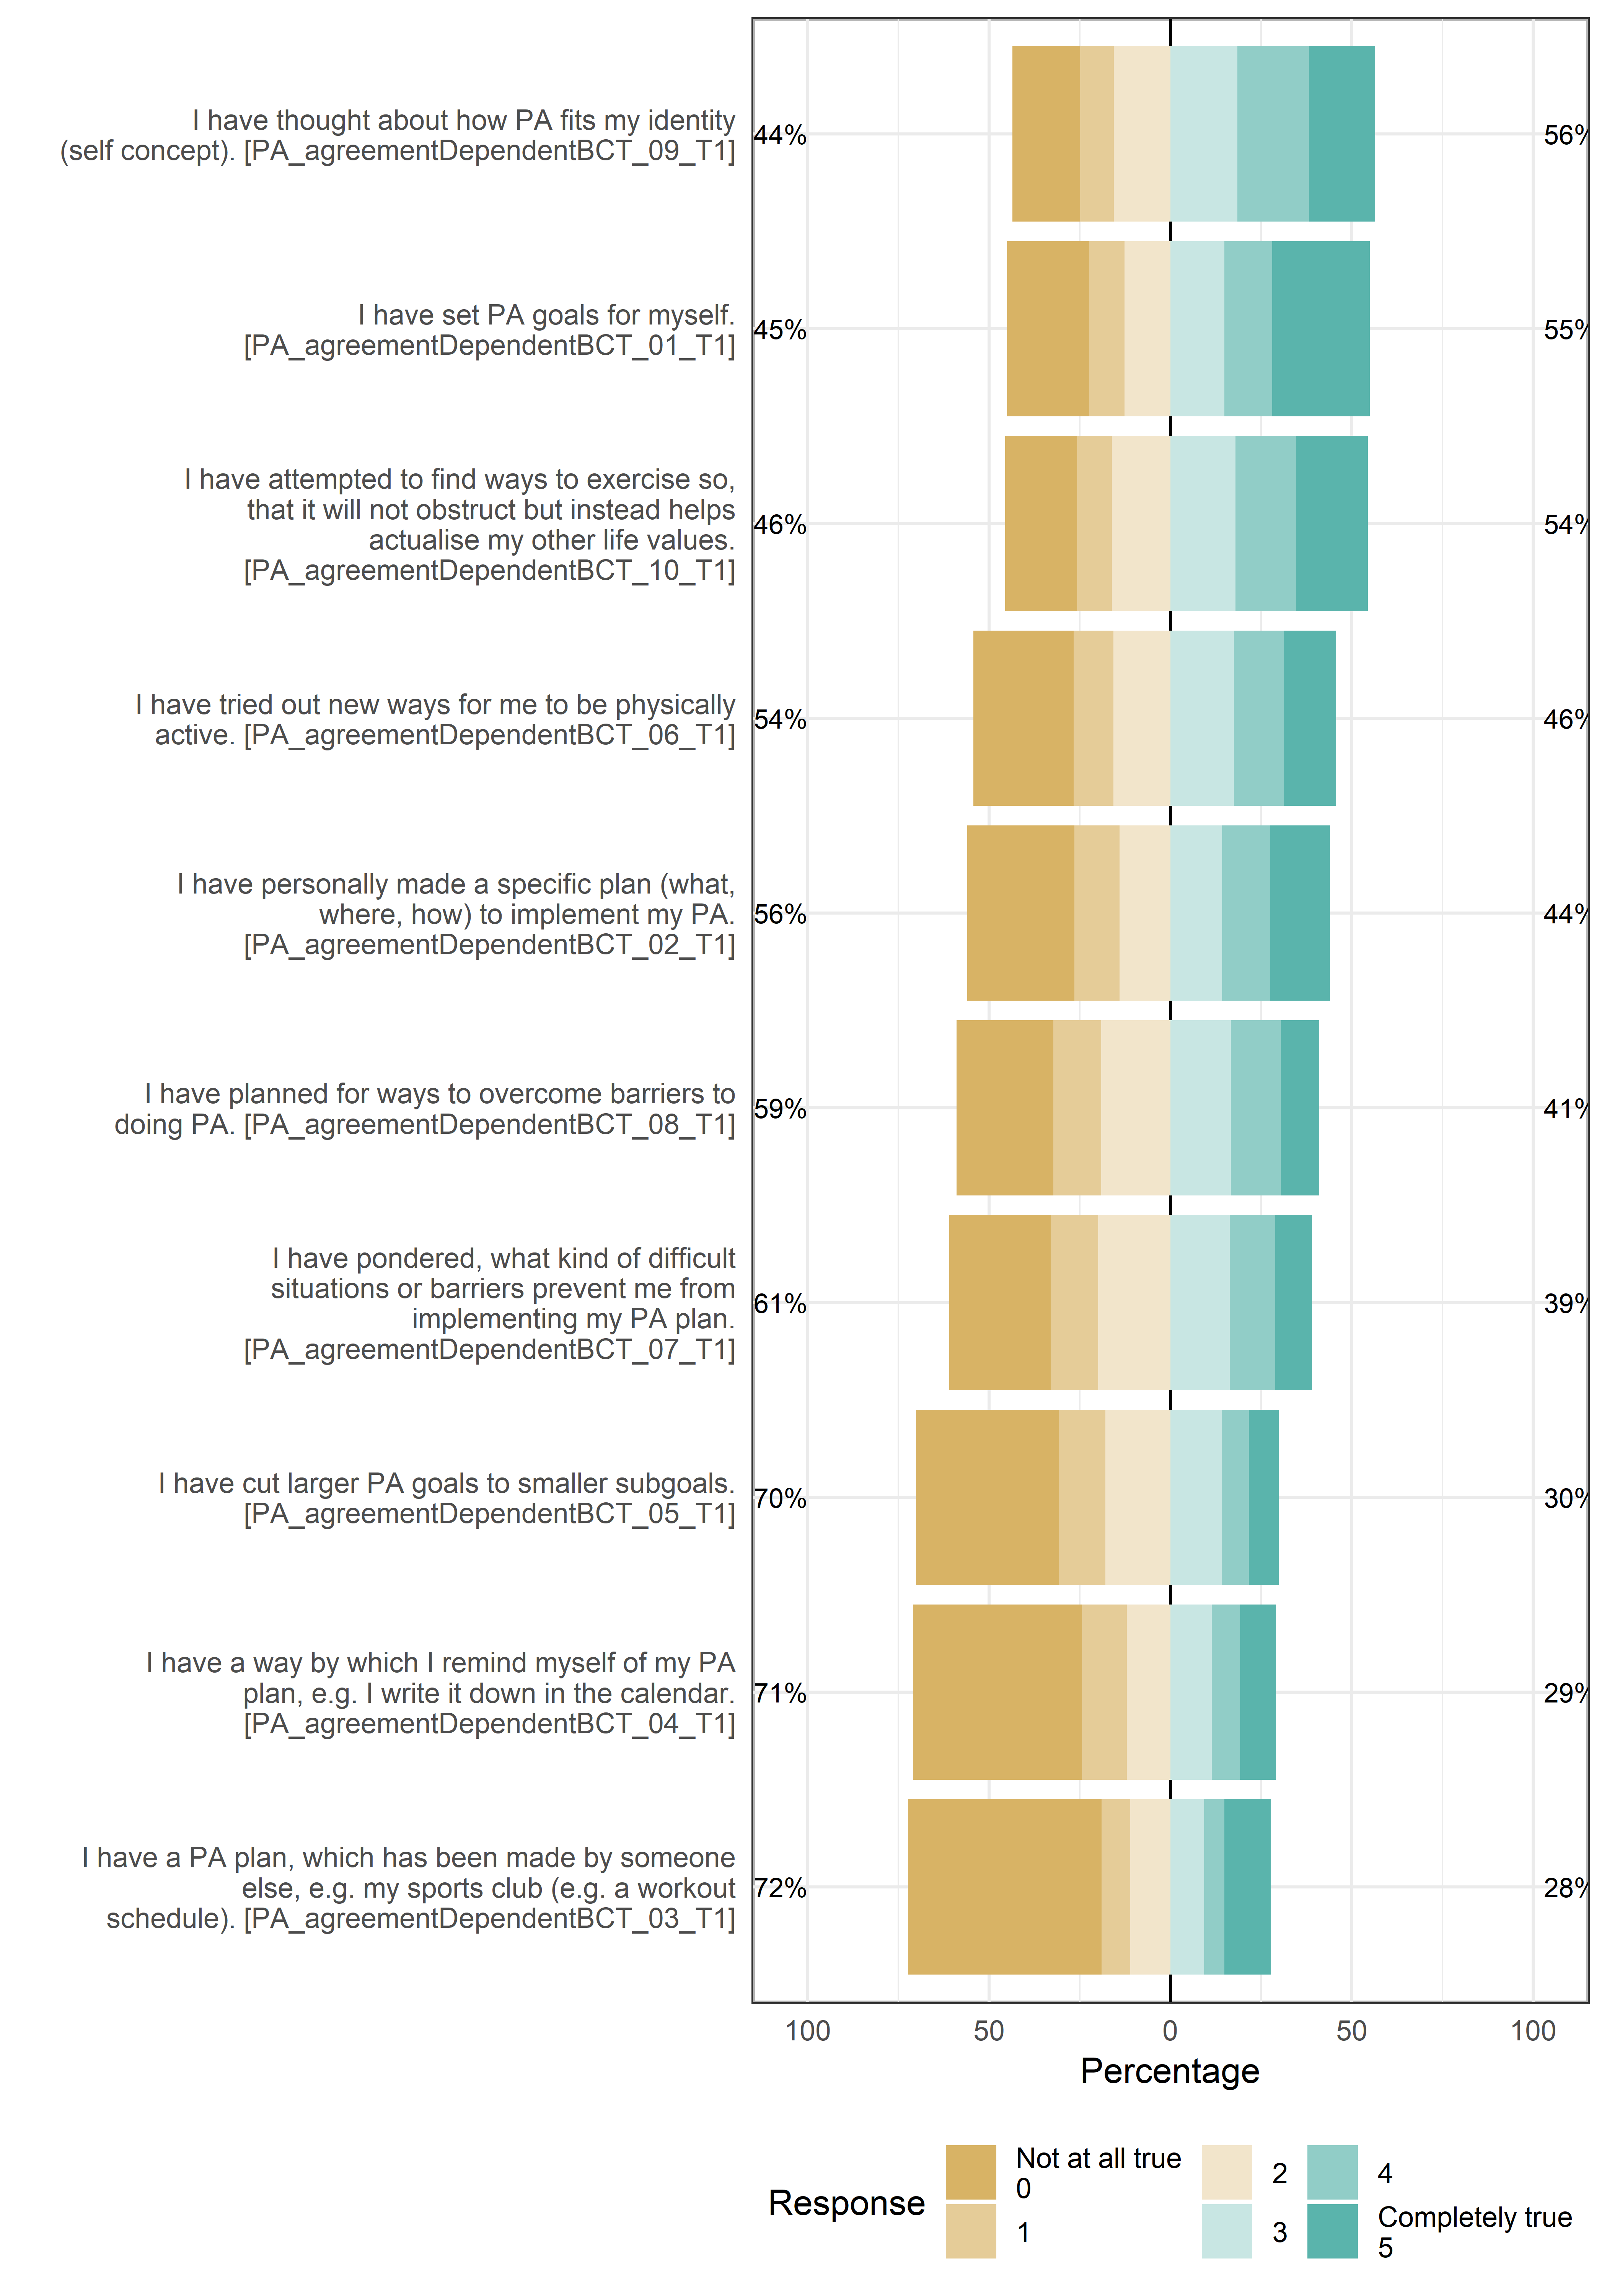 I have thought about how PA fits my identity
(self concept). [PA_agreementDependentBCT_09_T1]
44%
56%
I have set PA goals for myself.
[PA_agreementDependentBCT_01_T1]
45%
55%
I have attempted to find ways to exercise so,
that it will not obstruct but instead helps
actualise my other life values.
[PA_agreementDependentBCT_10_T1]
46%
54%
I have tried out new ways for me to be physically
active. [PA_agreementDependentBCT_06_T1]
54%
46%
I have personally made a specific plan (what,
where, how) to implement my PA.
[PA_agreementDependentBCT_02_T1]
56%
44%
I have planned for ways to overcome barriers to
doing PA. [PA_agreementDependentBCT_08_T1]
59%
41%
I have pondered, what kind of difficult
situations or barriers prevent me from
implementing my PA plan.
[PA_agreementDependentBCT_07_T1]
61%
39%
I have cut larger PA goals to smaller subgoals.
[PA_agreementDependentBCT_05_T1]
70%
30%
I have a way by which I remind myself of my PA
plan, e.g. I write it down in the calendar.
[PA_agreementDependentBCT_04_T1]
71%
29%
I have a PA plan, which has been made by someone
else, e.g. my sports club (e.g. a workout
schedule). [PA_agreementDependentBCT_03_T1]
72%
28%
100 50 0 50 100
Percentage
Response
Not at all true
0
1
2
3
4
Completely true
5